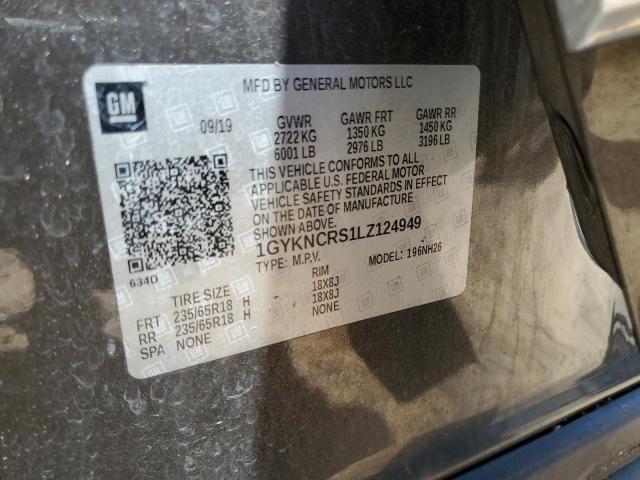 GM
MFD BY GENERAL MOTORS LLC
09/19 GVWR GAWR FRT GAWR RR
2722 KG 1350 KG 1450 KG
6001 LB 2976 LB 3196 LB
THIS VEHICLE CONFORMS TO ALL
APPLICABLE U.S. FEDERAL MOTOR
VEHICLE SAFETY STANDARDS IN EFFECT
ON THE DATE OF MANUFACTURE SHOWN ABOVE.
1GYKNCRS1LZ124949
TYPE: M.P.V. MODEL: 196NH26
634O
TIRE SIZE RIM
FRT 235/65R18 H 18X8J
RR 235/65R18 H 18X8J
SPA NONE NONE